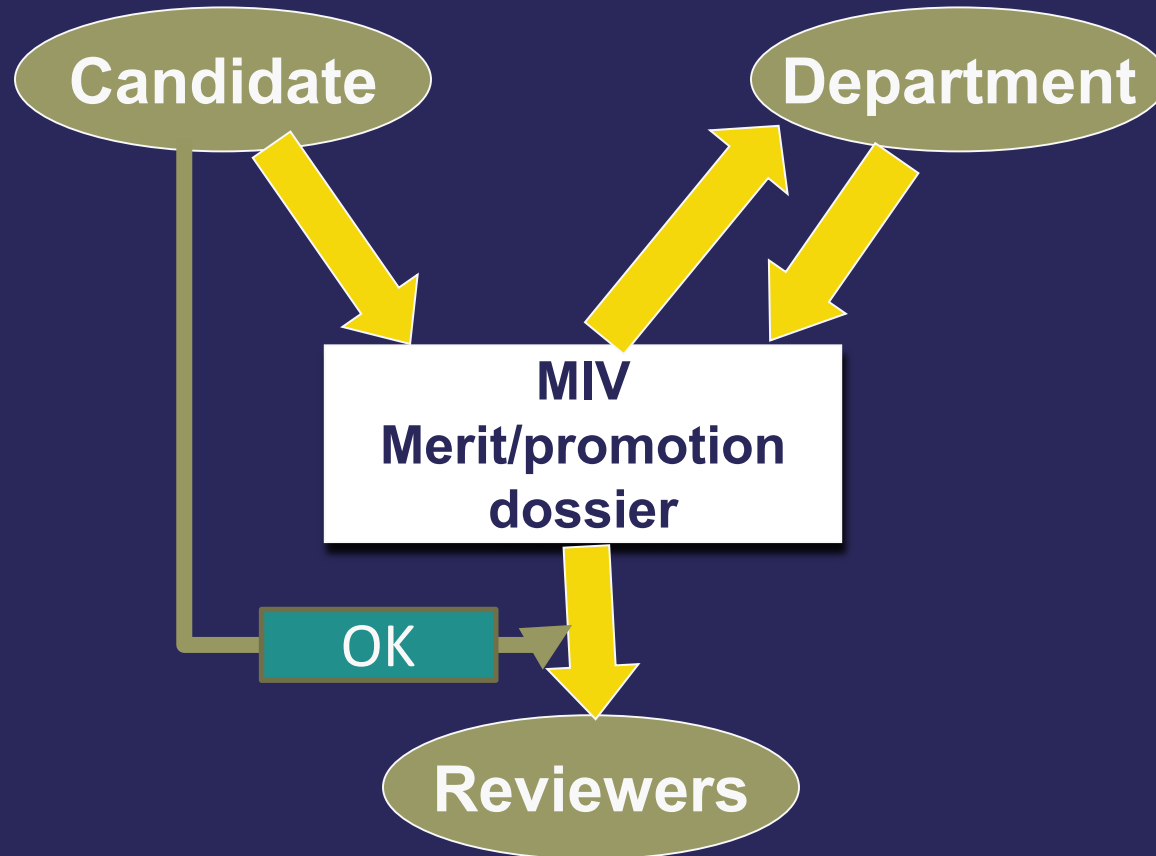 Candidate
Department
MIV
Merit/promotion
dossier
OK
Reviewers